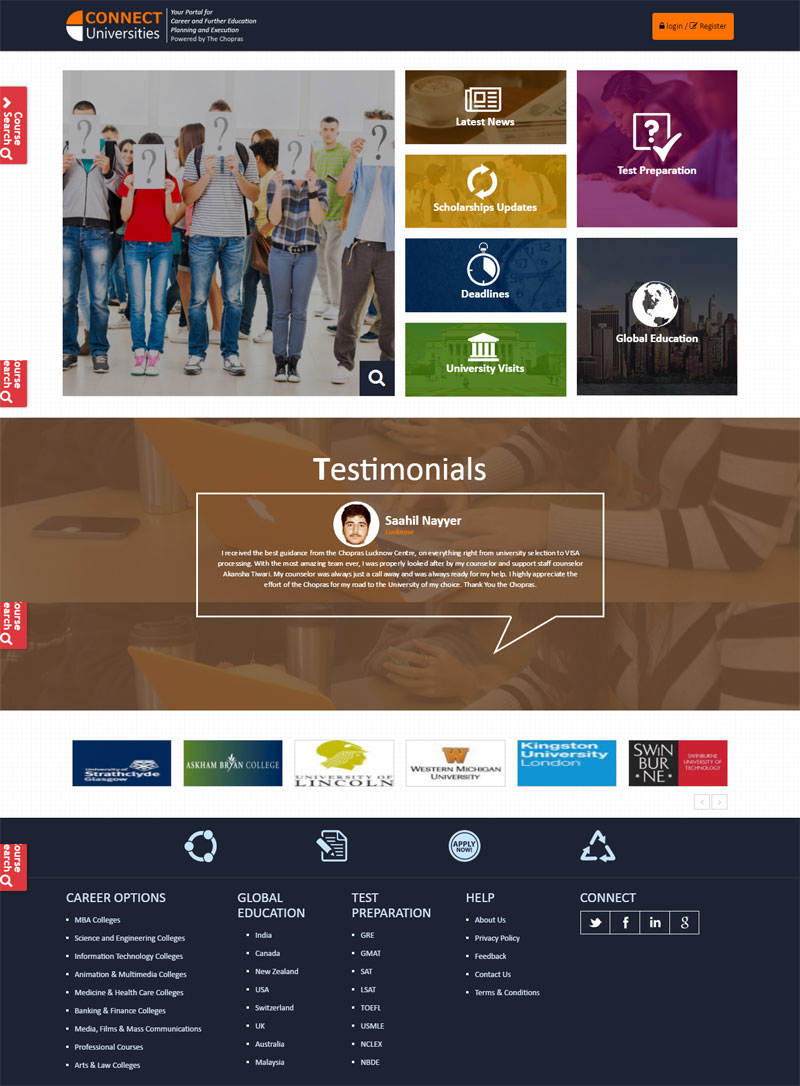 CONNECT
Universities
Your Portal for
Career and Further Education
Planning and Execution
Powered by The Chopras
login / Register
Course
Search
?
?
?
?
?
Latest News
Scholarships Updates
Deadlines
University Visits
?
Test Preparation
Global Education
ourse
earch
Testimonials
Saahil Nayyer
Lucknow
I received the best guidance from the Chopras Lucknow Centre, on everything right from university selection to VISA
processing. With the most amazing team ever, I was properly looked after by my counselor and support staff counselor
Akansha Tiwari. My counselor was always just a call away and was always ready for my help. I highly appreciate the
effort of the Chopras for my road to the University of my choice. Thank You the Chopras.
ourse
earch
University of
Strathclyde
Glasgow
ASKHAM BRYAN COLLEGE
UNIVERSITY OF
LINCOLN
W
WESTERN MICHIGAN
UNIVERSITY
Kingston
University
London
SWIN
BUR
NE
SWINBURNE
UNIVERSITY OF
TECHNOLOGY
APPLY
NOW!
ourse
earch
CAREER OPTIONS
MBA Colleges
Science and Engineering Colleges
Information Technology Colleges
Animation & Multimedia Colleges
Medicine & Health Care Colleges
Banking & Finance Colleges
Media, Films & Mass Communications
Professional Courses
Arts & Law Colleges
GLOBAL
EDUCATION
India
Canada
New Zealand
USA
Switzerland
UK
Australia
Malaysia
TEST
PREPARATION
GRE
GMAT
SAT
LSAT
TOEFL
USMLE
NCLEX
NBDE
HELP
About Us
Privacy Policy
Feedback
Contact Us
Terms & Conditions
CONNECT
f
in
g